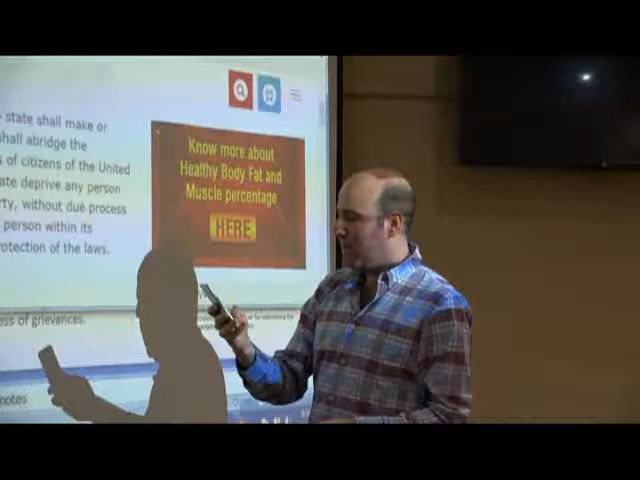 state shall make or
shall abridge the
s of citizens of the United
ate deprive any person
rty, without due process
person within its
rotection of the laws.
Know more about
Healthy Body Fat and
Muscle percentage
HERE
ess of grievances.
notes